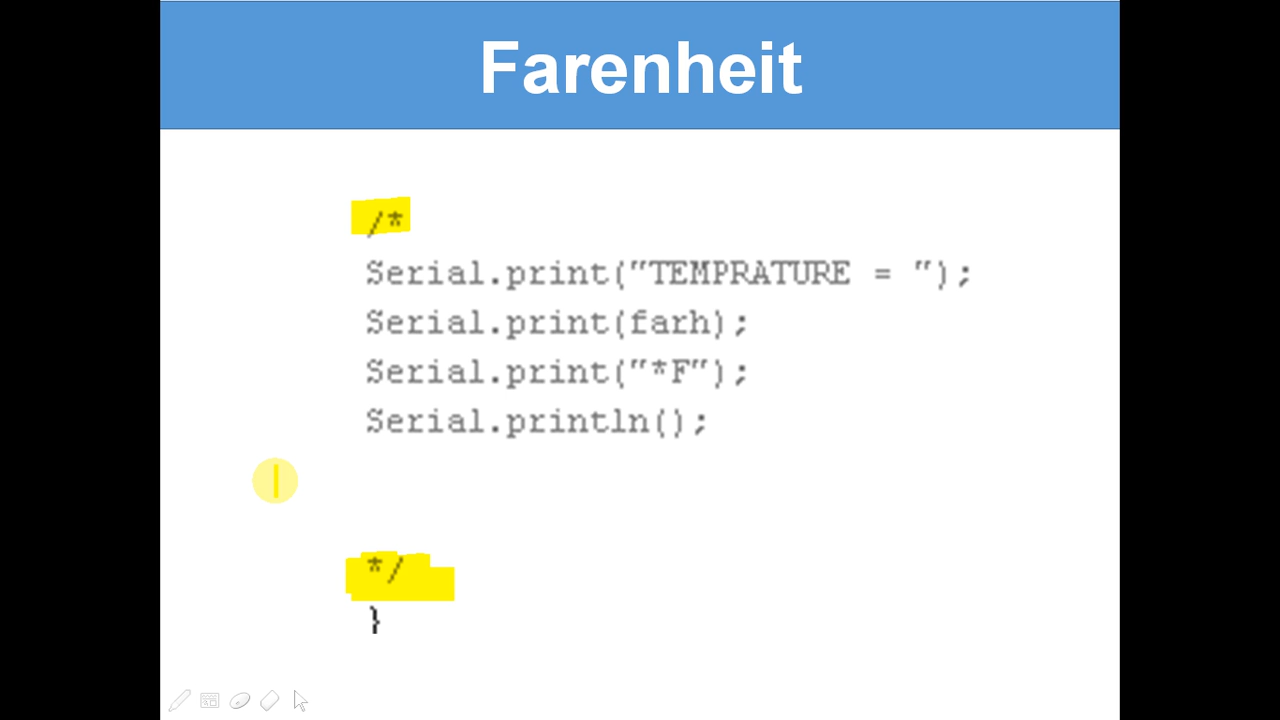 Farenheit
/*
Serial.print("TEMPRATURE = ");
Serial.print(farh);
Serial.print("*F");
Serial.println();
*/
}